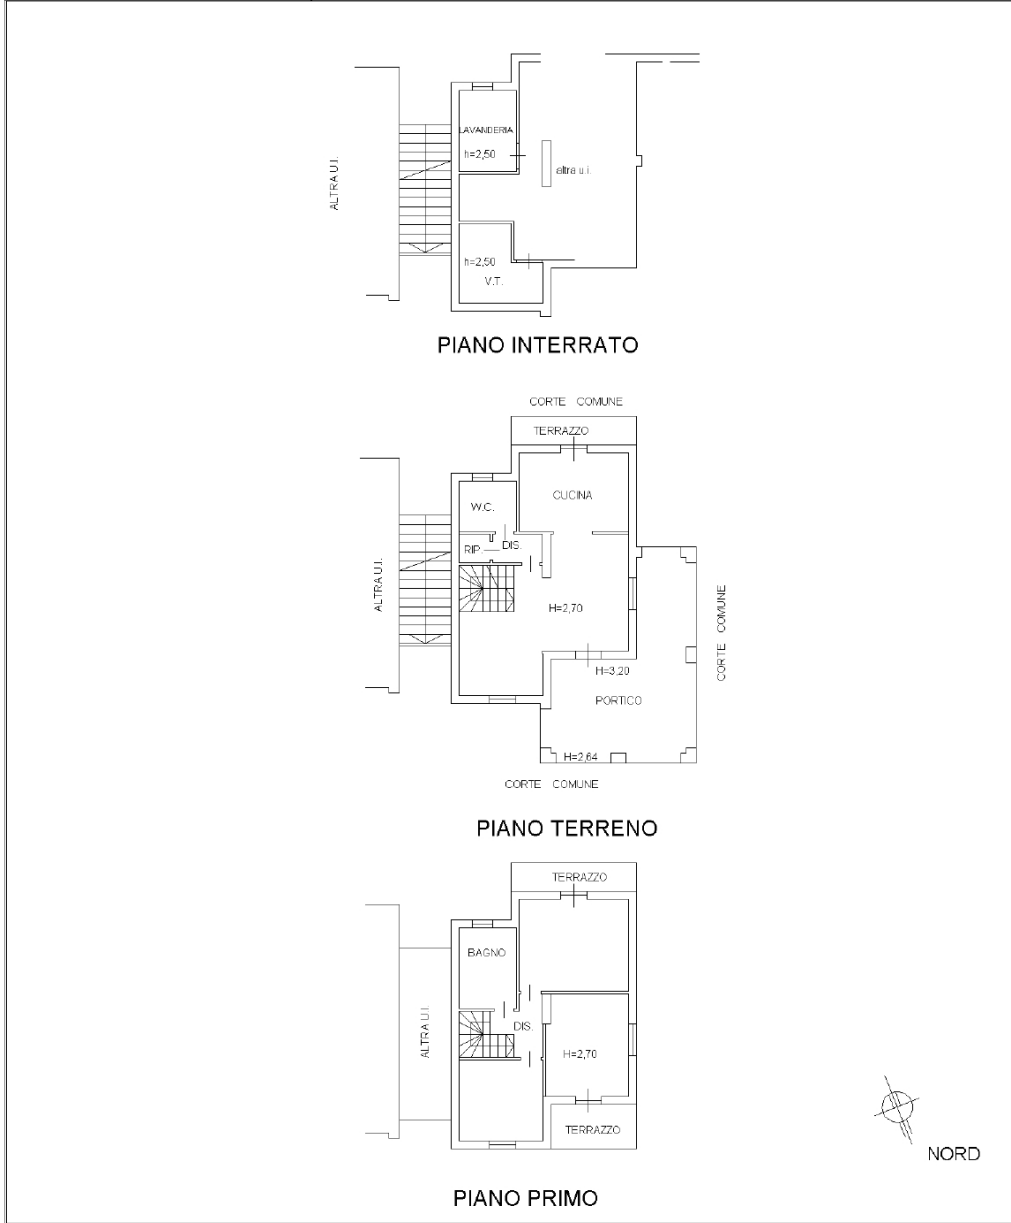 LAVANDERIA
h=2,50
altra u.i.
ALTRA U.I.
h=2,50
V.T.
PIANO INTERRATO
CORTE COMUNE
TERRAZZO
CUCINA
W.C.
RIP.
DIS.
ALTRA U.I.
H=2,70
CORTE COMUNE
H=3,20
PORTICO
H=2,64
CORTE COMUNE
PIANO TERRENO
TERRAZZO
BAGNO
ALTRA U.I.
DIS.
H=2,70
TERRAZZO
NORD
PIANO PRIMO